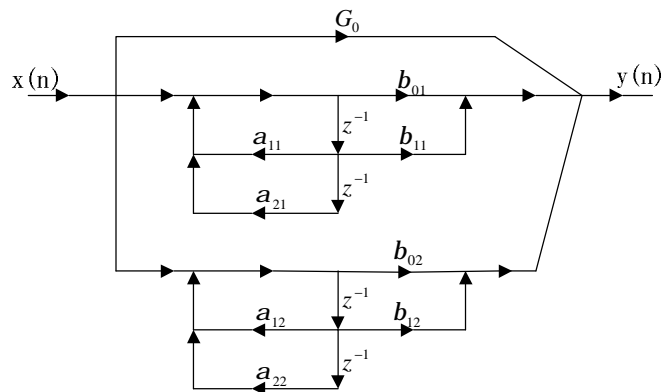 G₀
x(n)
y(n)
b₀₁
z⁻¹
a₁₁
b₁₁
z⁻¹
a₂₁
b₀₂
z⁻¹
a₁₂
b₁₂
z⁻¹
a₂₂